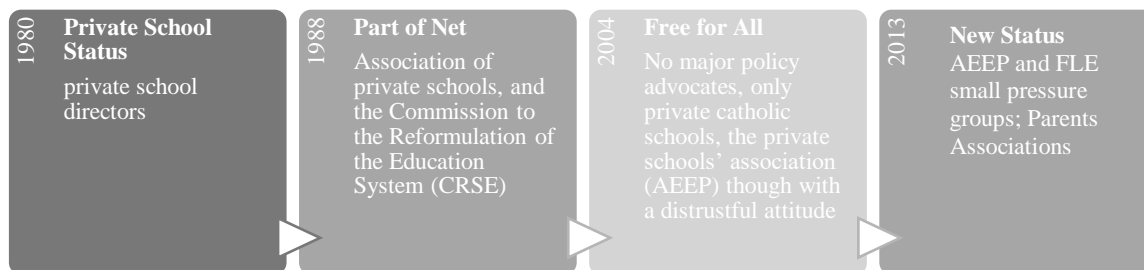 1980
Private School
Status
private school
directors
1988
Part of Net
Association of
private schools, and
the Commission to
the Reformulation of
the Education
System (CRSE)
2004
Free for All
No major policy
advocates, only
private catholic
schools, the private
schools’ association
(AEEP) though with
a distrustful attitude
2013
New Status
AEEP and FLE
small pressure
groups; Parents
Associations